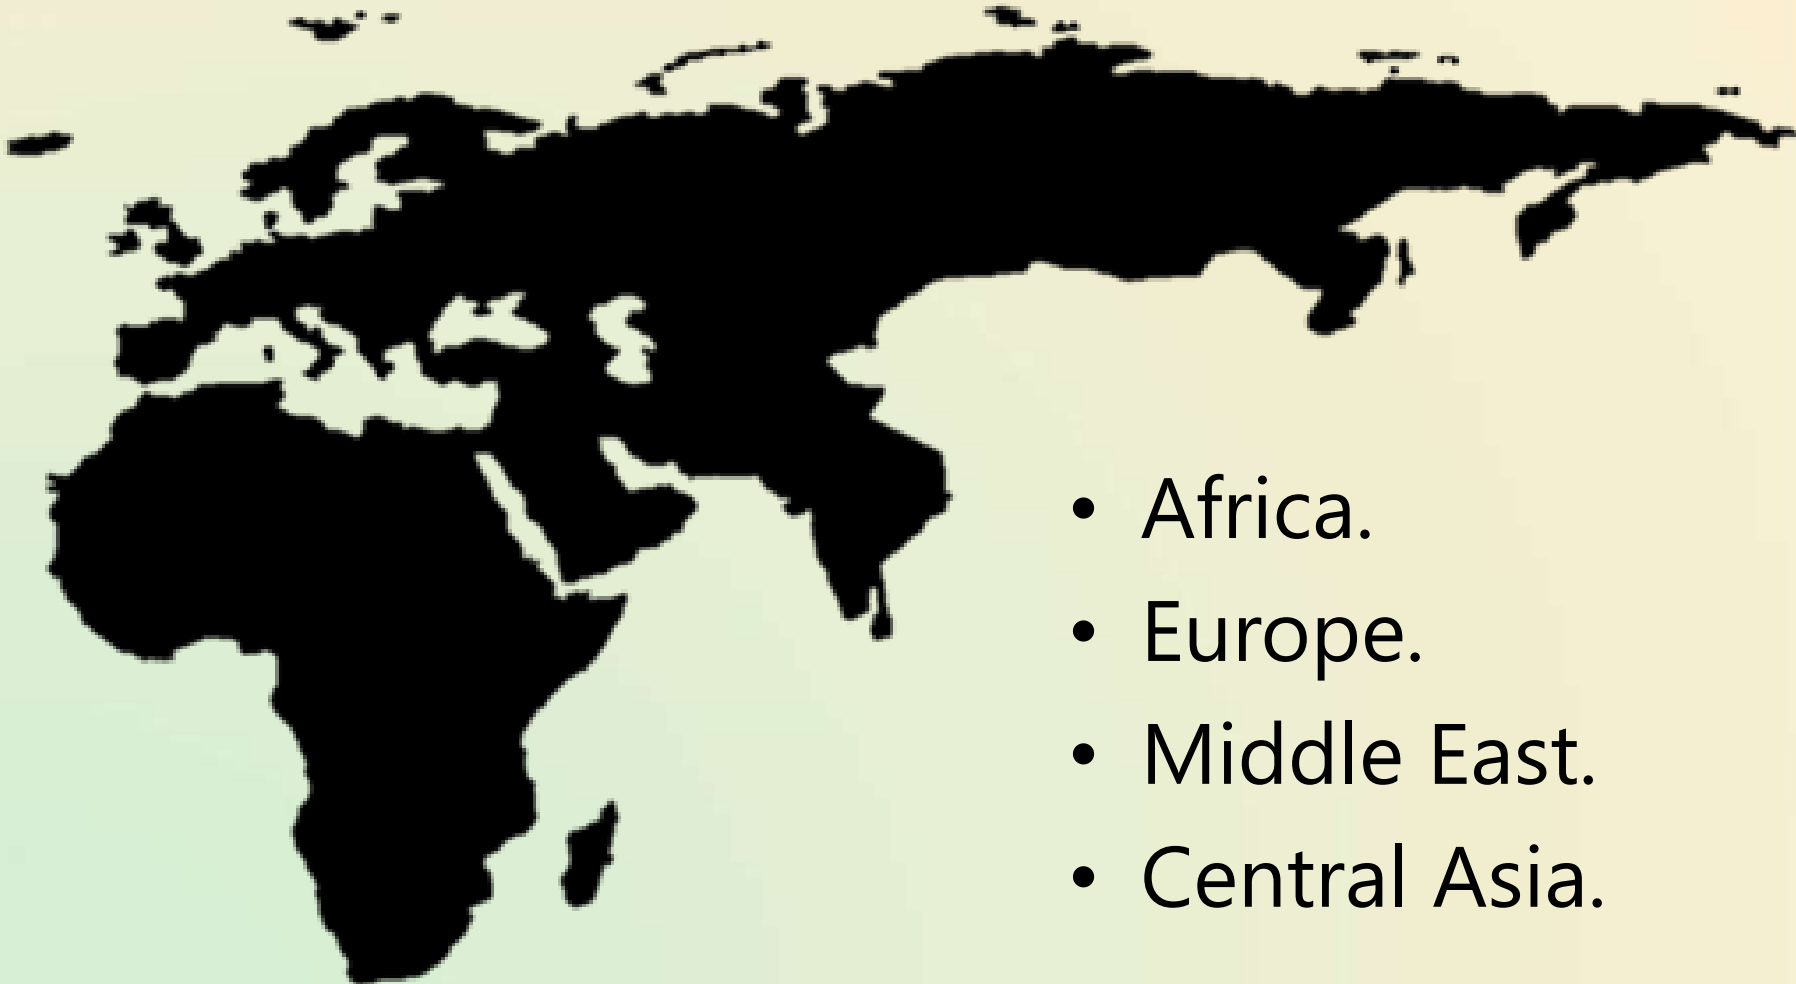 • Africa.
• Europe.
• Middle East.
• Central Asia.